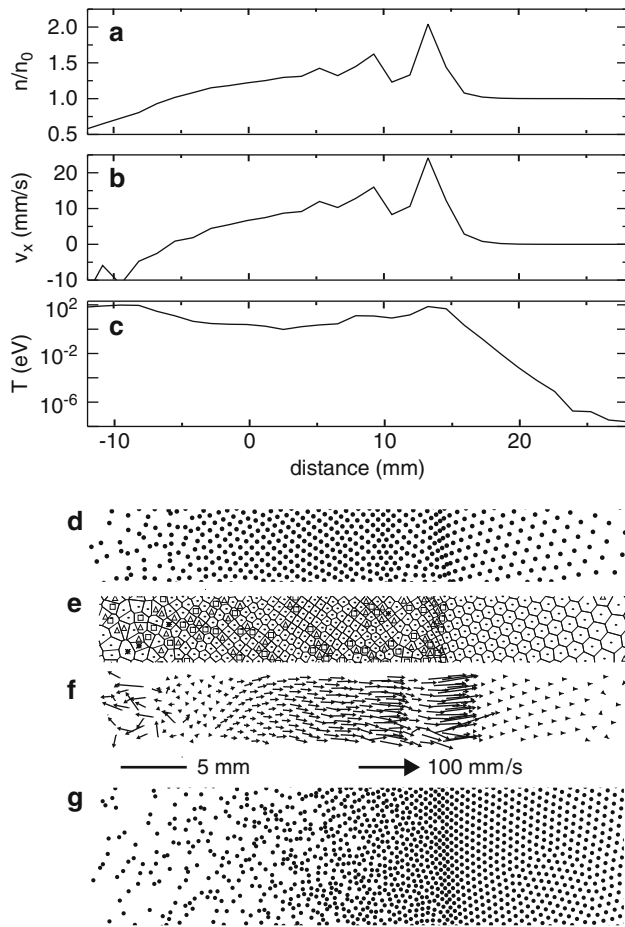 a
n/n0
2.0
1.5
1.0
0.5
b
vx (mm/s)
20
10
0
-10
c
T (eV)
10^2
10^-2
10^-6
-10 0 10 20
distance (mm)
d
e
f
5 mm 100 mm/s
g